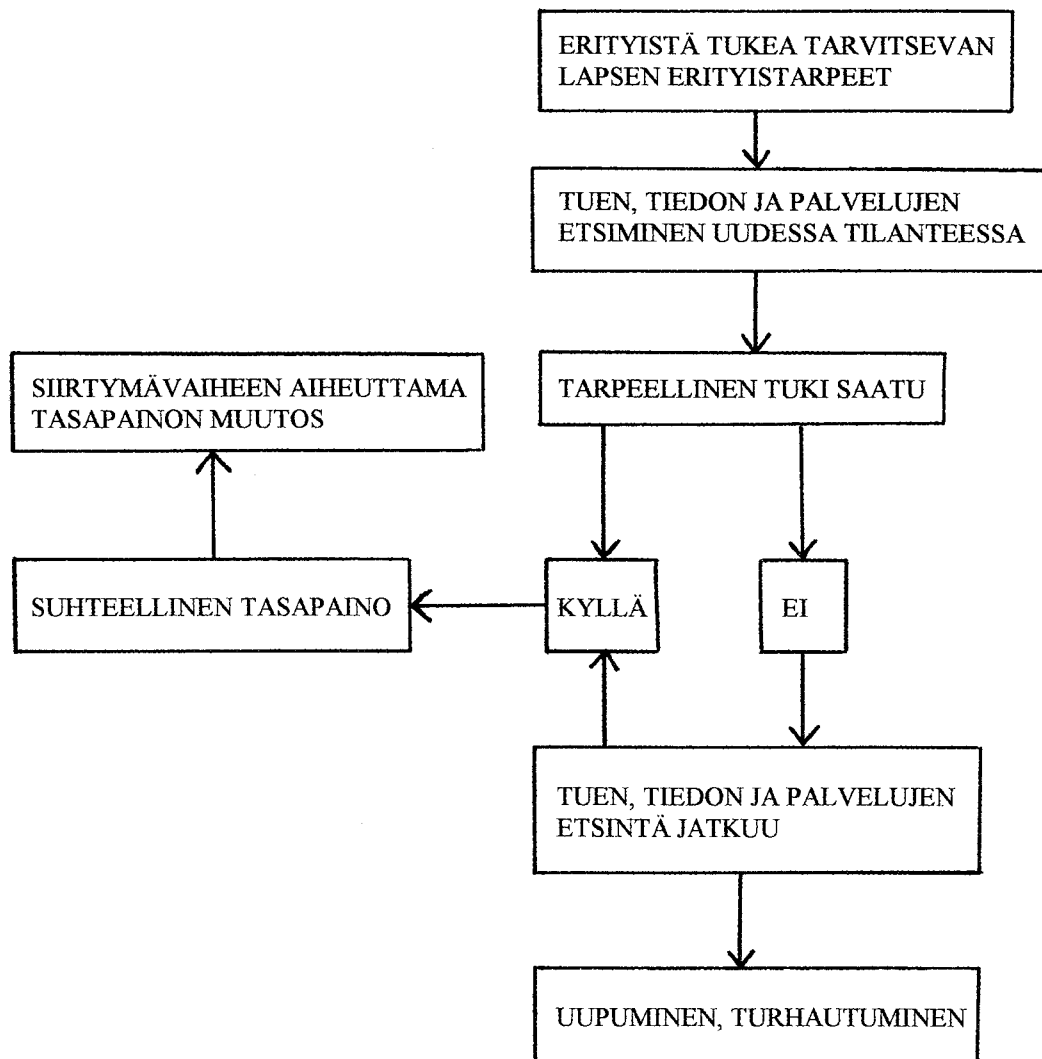 ERITYISTÄ TUKEA TARVITSEVAN
LAPSEN ERITYISTARPEET
TUEN, TIEDON JA PALVELUJEN
ETSIMINEN UUDESSA TILANTEESSA
SIIRTYMÄVAIHEEN AIHEUTTAMA
TASAPAINON MUUTOS
TARPEELLINEN TUKI SAATU
SUHTEELLINEN TASAPAINO
KYLLÄ
EI
TUEN, TIEDON JA PALVELUJEN
ETSINTÄ JATKUU
UUPUMINEN, TURHAUTUMINEN